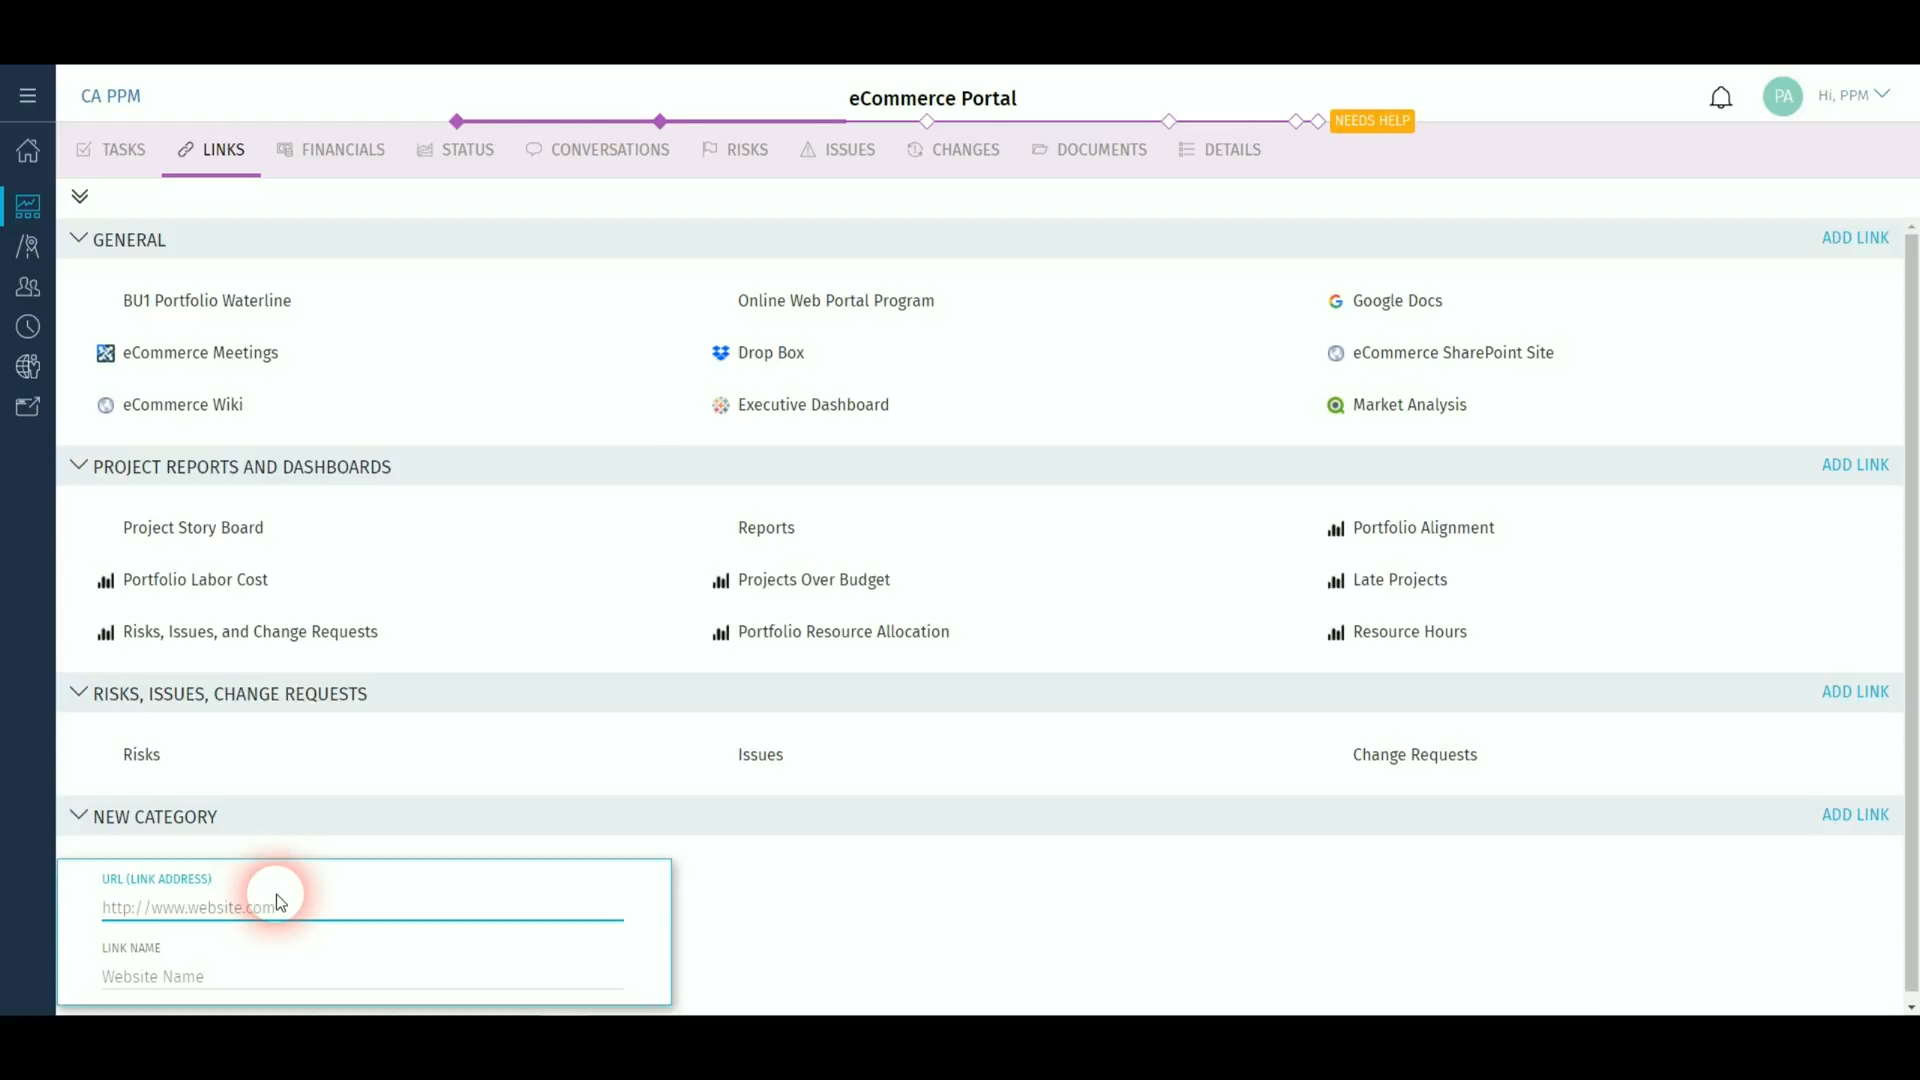 CA PPM
eCommerce Portal
PA
Hi, PPM
NEEDS HELP
TASKS LINKS FINANCIALS STATUS CONVERSATIONS RISKS ISSUES CHANGES DOCUMENTS DETAILS
GENERAL ADD LINK
BU1 Portfolio Waterline Online Web Portal Program Google Docs
eCommerce Meetings Drop Box eCommerce SharePoint Site
eCommerce Wiki Executive Dashboard Market Analysis
PROJECT REPORTS AND DASHBOARDS ADD LINK
Project Story Board Reports Portfolio Alignment
Portfolio Labor Cost Projects Over Budget Late Projects
Risks, Issues, and Change Requests Portfolio Resource Allocation Resource Hours
RISKS, ISSUES, CHANGE REQUESTS ADD LINK
Risks Issues Change Requests
NEW CATEGORY ADD LINK
URL (LINK ADDRESS)
http://www.website.com
LINK NAME
Website Name